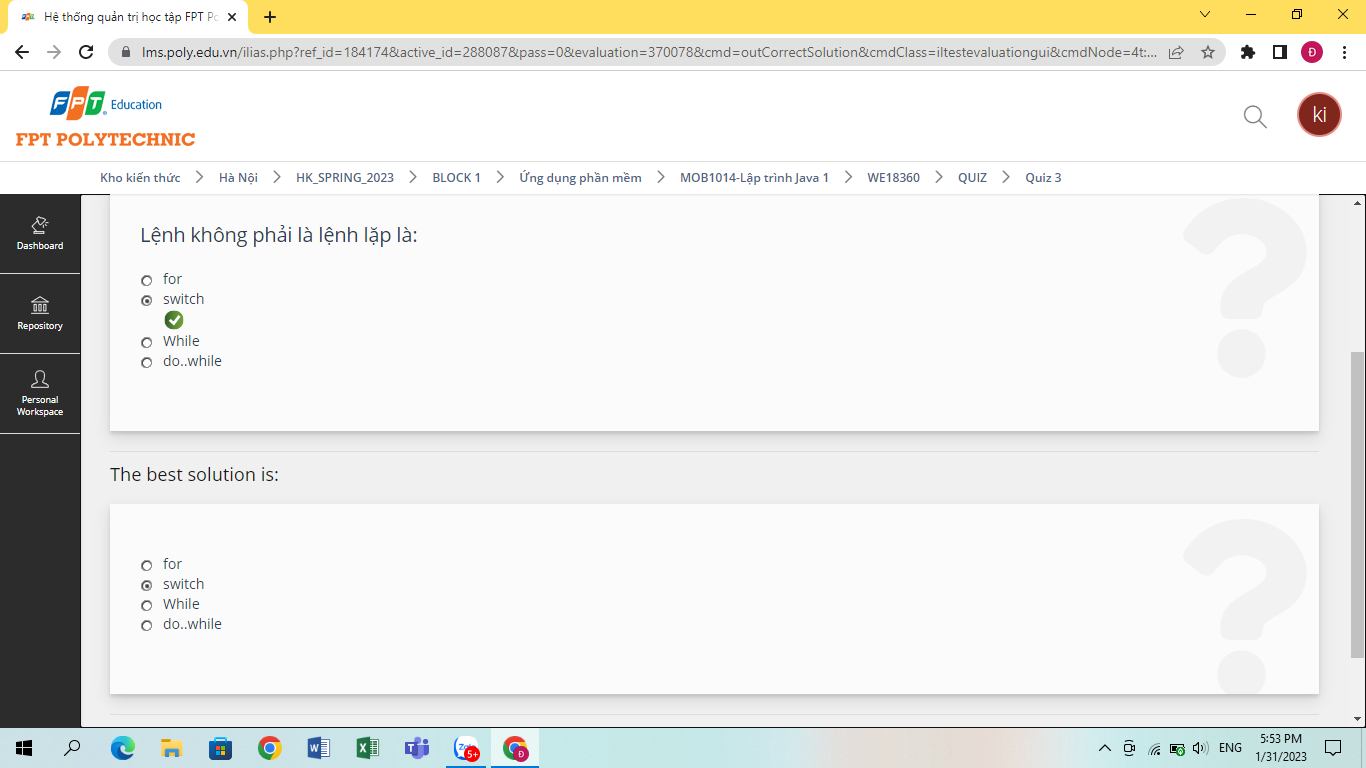 Hệ thống quản trị học tập FPT Po
lms.poly.edu.vn/ilias.php?ref_id=184174&active_id=288087&pass=0&evaluation=370078&cmd=outCorrectSolution&cmdClass=iltestevaluationgui&cmdNode=4t:...
Đ
FPT Education
FPT POLYTECHNIC
ki
Kho kiến thức
Hà Nội
HK_SPRING_2023
BLOCK 1
Ứng dụng phần mềm
MOB1014-Lập trình Java 1
WE18360
QUIZ
Quiz 3
Dashboard
Repository
Personal
Workspace
Lệnh không phải là lệnh lặp là:
for
switch
While
do..while
The best solution is:
for
switch
While
do..while
5+
Đ
ENG
5:53 PM
1/31/2023